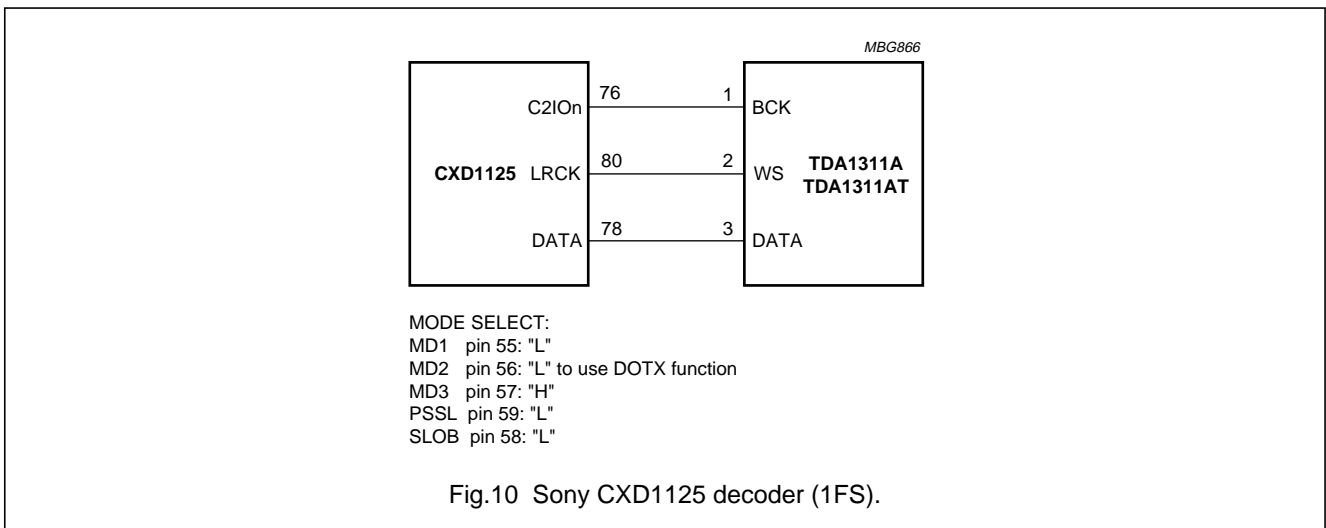 MBG866
C2IOn 76 1 BCK
CXD1125 LRCK 80 2 WS TDA1311A
TDA1311AT
DATA 78 3 DATA
MODE SELECT:
MD1 pin 55: "L"
MD2 pin 56: "L" to use DOTX function
MD3 pin 57: "H"
PSSL pin 59: "L"
SLOB pin 58: "L"
Fig.10 Sony CXD1125 decoder (1FS).